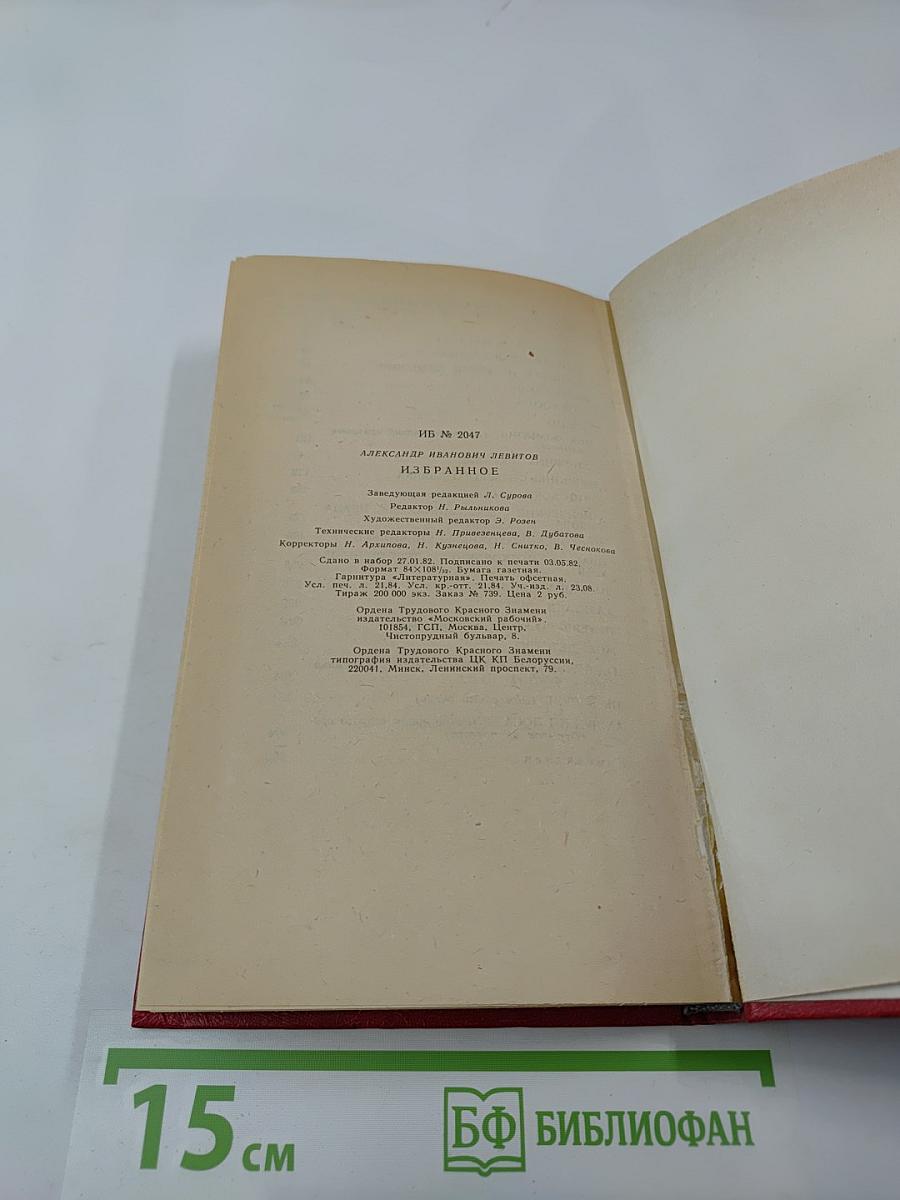 ИБ № 2047
АЛЕКСАНДР ИВАНОВИЧ ЛЕВИТОВ
ИЗБРАННОЕ
Заведующая редакцией Л. Сурова
Редактор Н. Рыльникова
Художественный редактор Э. Розен
Технические редакторы Н. Привезенцева, В. Дубатова
Корректоры Н. Архипова, Н. Кузнецова, Н. Снитко, В. Чеснокова
Сдано в набор 27.01.82. Подписано к печати 03.05.82.
Формат 84×108¹/₃₂. Бумага газетная.
Гарнитура «Литературная». Печать офсетная.
Усл. печ. л. 21,84. Усл. кр.-отт. 21,84. Уч.-изд. л. 23,08.
Тираж 200 000 экз. Заказ № 739. Цена 2 руб.
Ордена Трудового Красного Знамени
издательство «Московский рабочий».
101854, ГСП, Москва, Центр,
Чистопрудный бульвар, 8.
Ордена Трудового Красного Знамени
типография издательства ЦК КП Белоруссии,
220041, Минск, Ленинский проспект, 79.
15 см
БФ БИБЛИОФАН